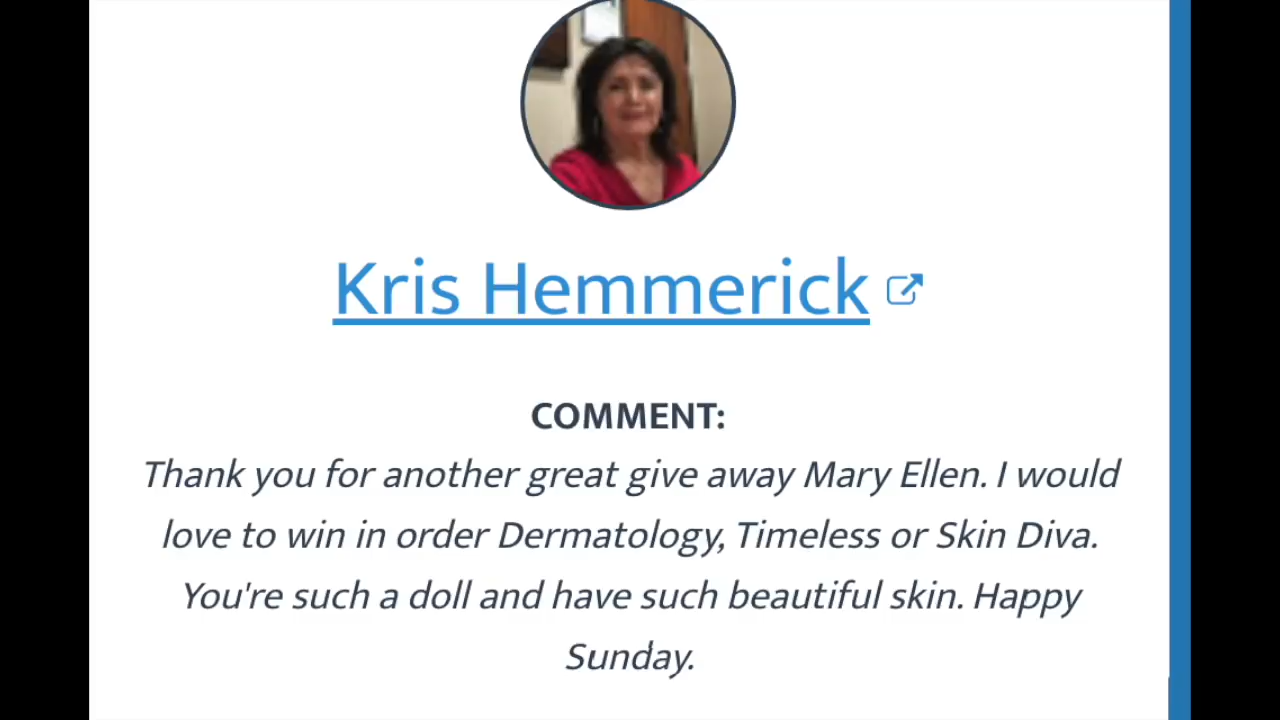 Kris Hemmerick
COMMENT:
Thank you for another great give away Mary Ellen. I would
love to win in order Dermatology, Timeless or Skin Diva.
You're such a doll and have such beautiful skin. Happy
Sunday.